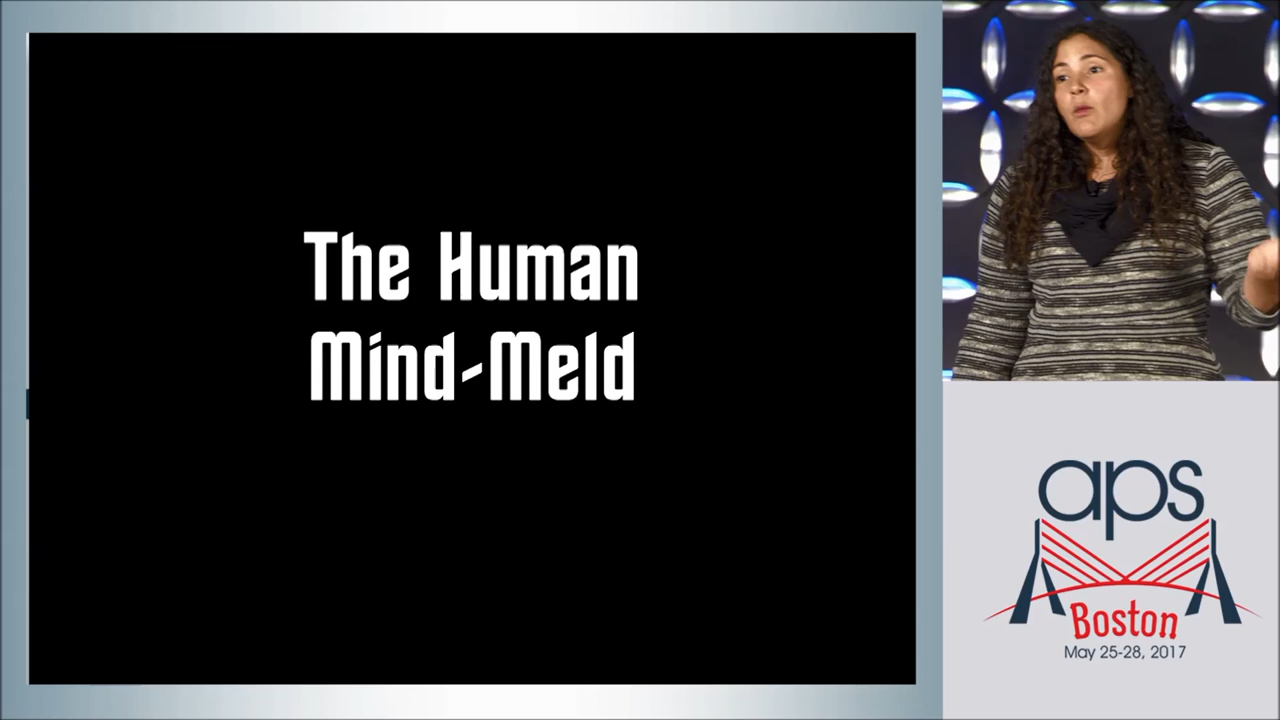 The Human
Mind-Meld
aps
Boston
May 25-28, 2017